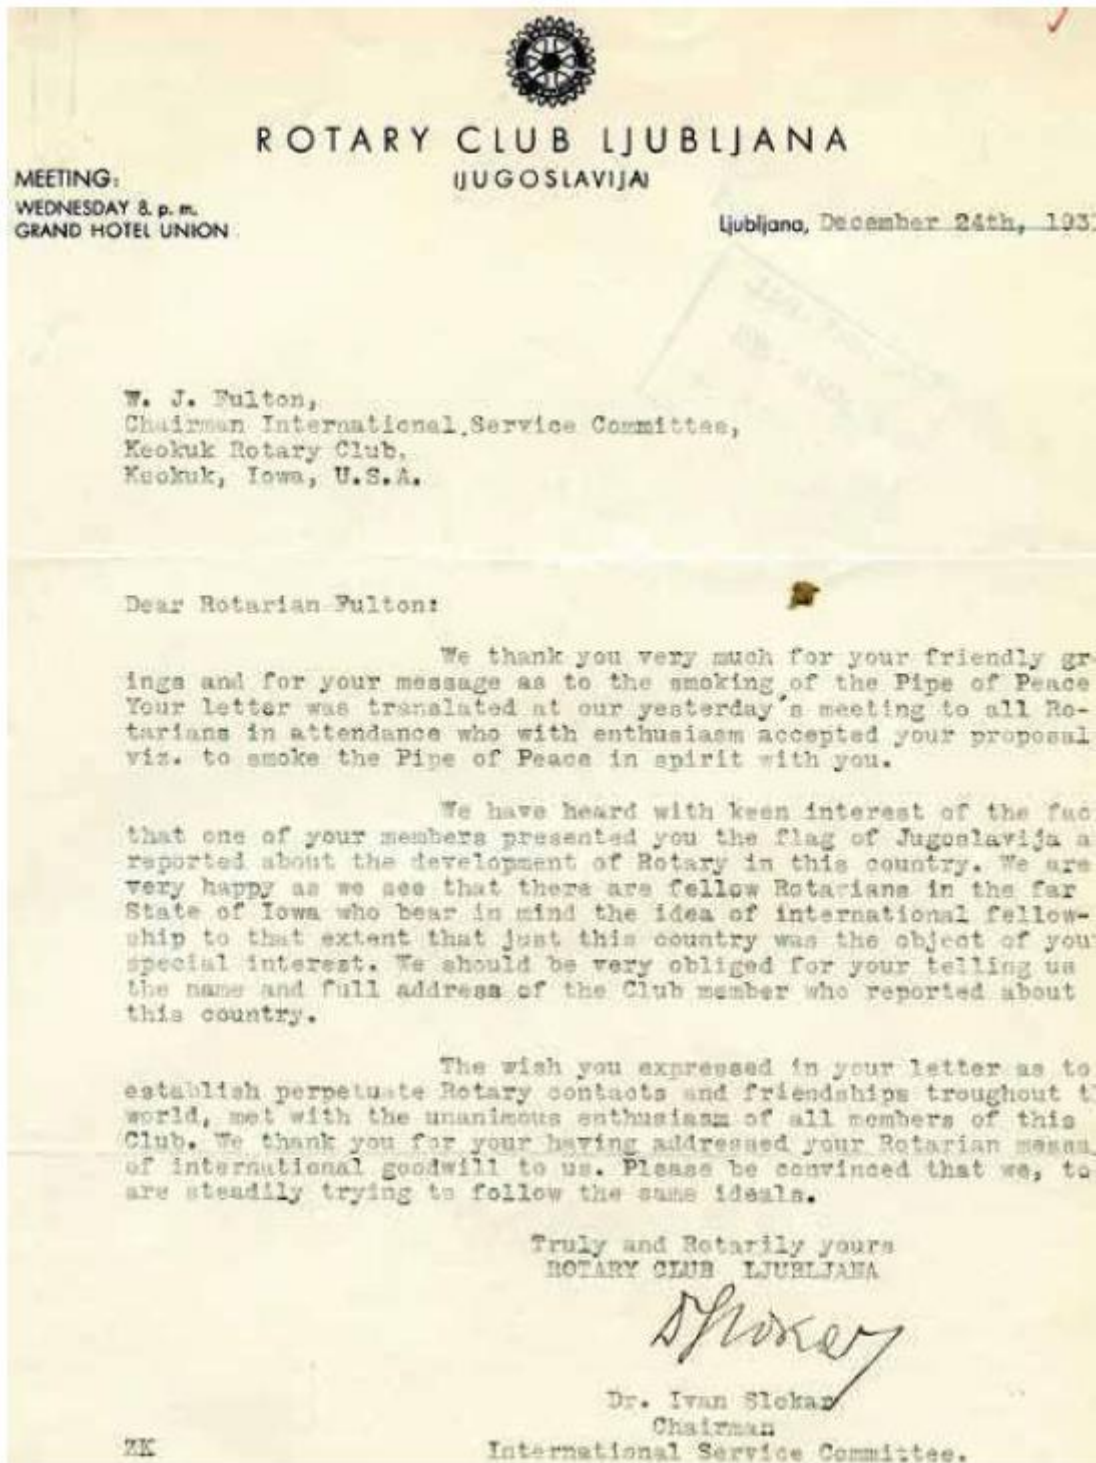 ROTARY CLUB LJUBLJANA
(JUGOSLAVIJA)
MEETING:
WEDNESDAY 8. p. m.
GRAND HOTEL UNION
Ljubljana, December 24th, 193
W. J. Fulton,
Chairman International Service Committee,
Keokuk Rotary Club.
Keokuk, Iowa, U.S.A.
Dear Rotarian Fulton:
We thank you very much for your friendly gr
ings and for your message as to the smoking of the Pipe of Peace
Your letter was translated at our yesterday's meeting to all Ro-
tarians in attendance who with enthusiasm accepted your proposal
viz. to smoke the Pipe of Peace in spirit with you.
We have heard with keen interest of the fac
that one of your members presented you the flag of Jugoslavija a
reported about the development of Rotary in this country. We are
very happy as we see that there are fellow Rotarians in the far
State of Iowa who bear in mind the idea of international fellow-
ship to that extent that just this country was the object of you
special interest. We should be very obliged for your telling us
the name and full address of the Club member who reported about
this country.
The wish you expressed in your letter as to
establish perpetuate Rotary contacts and friendships troughout t
world, met with the unanimous enthusiasm of all members of this
Club. We thank you for your having addressed your Rotarian messa
of international goodwill to us. Please be convinced that we, to
are steadily trying to follow the same ideals.
Truly and Rotarily yours
ROTARY CLUB LJUBLJANA
Dr. Ivan Slokar
Chairman
ZK
International Service Committee.